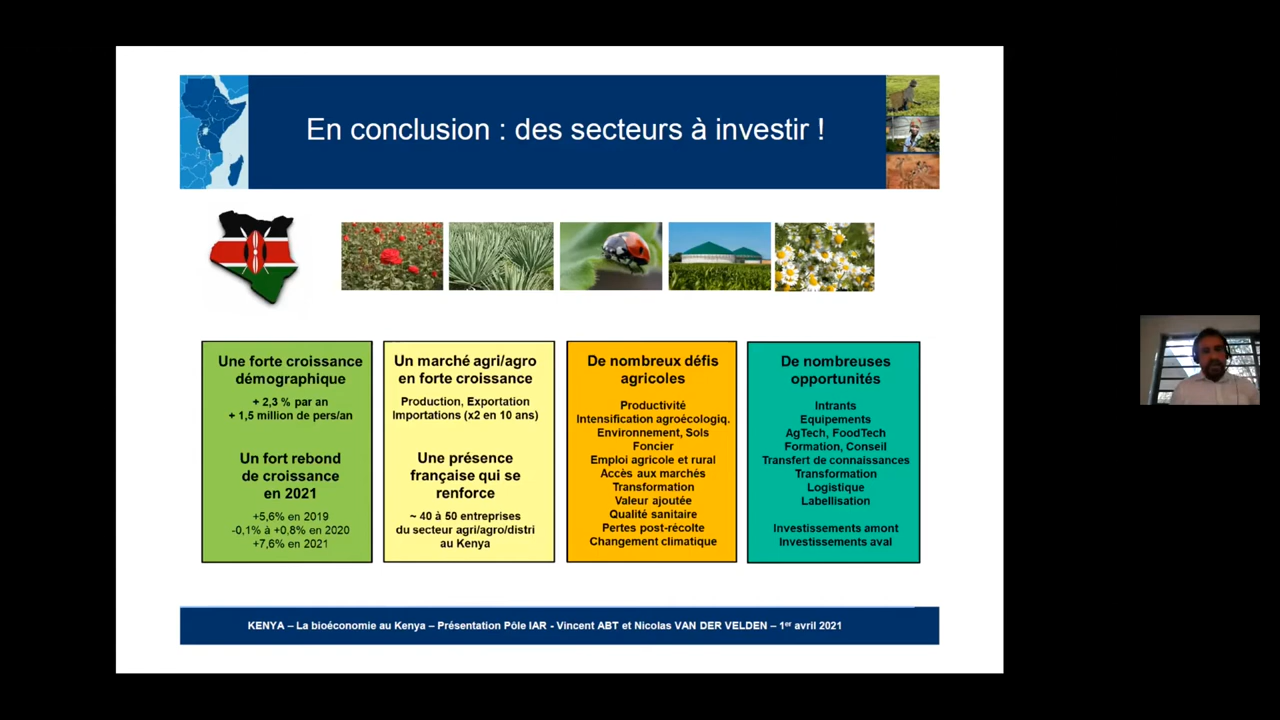 En conclusion : des secteurs à investir !
Une forte croissance
démographique
+ 2,3 % par an
+ 1,5 million de pers/an
Un fort rebond
de croissance
en 2021
+5,6% en 2019
-0,1% à +0,8% en 2020
+7,6% en 2021
Un marché agri/agro
en forte croissance
Production, Exportation
Importations (x2 en 10 ans)
Une présence
française qui se
renforce
~ 40 à 50 entreprises
du secteur agri/agro/distri
au Kenya
De nombreux défis
agricoles
Productivité
Intensification agroécologiq.
Environnement, Sols
Foncier
Emploi agricole et rural
Accès aux marchés
Transformation
Valeur ajoutée
Qualité sanitaire
Pertes post-récolte
Changement climatique
De nombreuses
opportunités
Intrants
Equipements
AgTech, FoodTech
Formation, Conseil
Transfert de connaissances
Transformation
Logistique
Labellisation
Investissements amont
Investissements aval
KENYA – La bioéconomie au Kenya – Présentation Pôle IAR - Vincent ABT et Nicolas VAN DER VELDEN – 1er avril 2021